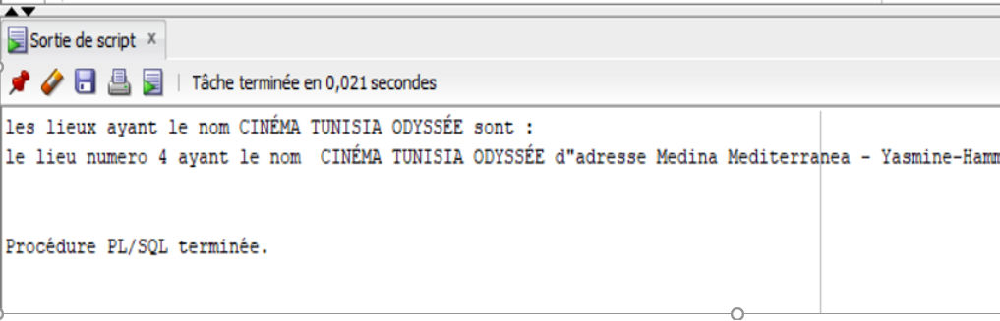 Sortie de script x
Tâche terminée en 0,021 secondes
les lieux ayant le nom CINÉMA TUNISIA ODYSSÉE sont :
le lieu numero 4 ayant le nom  CINÉMA TUNISIA ODYSSÉE d"adresse Medina Mediterranea - Yasmine-Hamm
Procédure PL/SQL terminée.